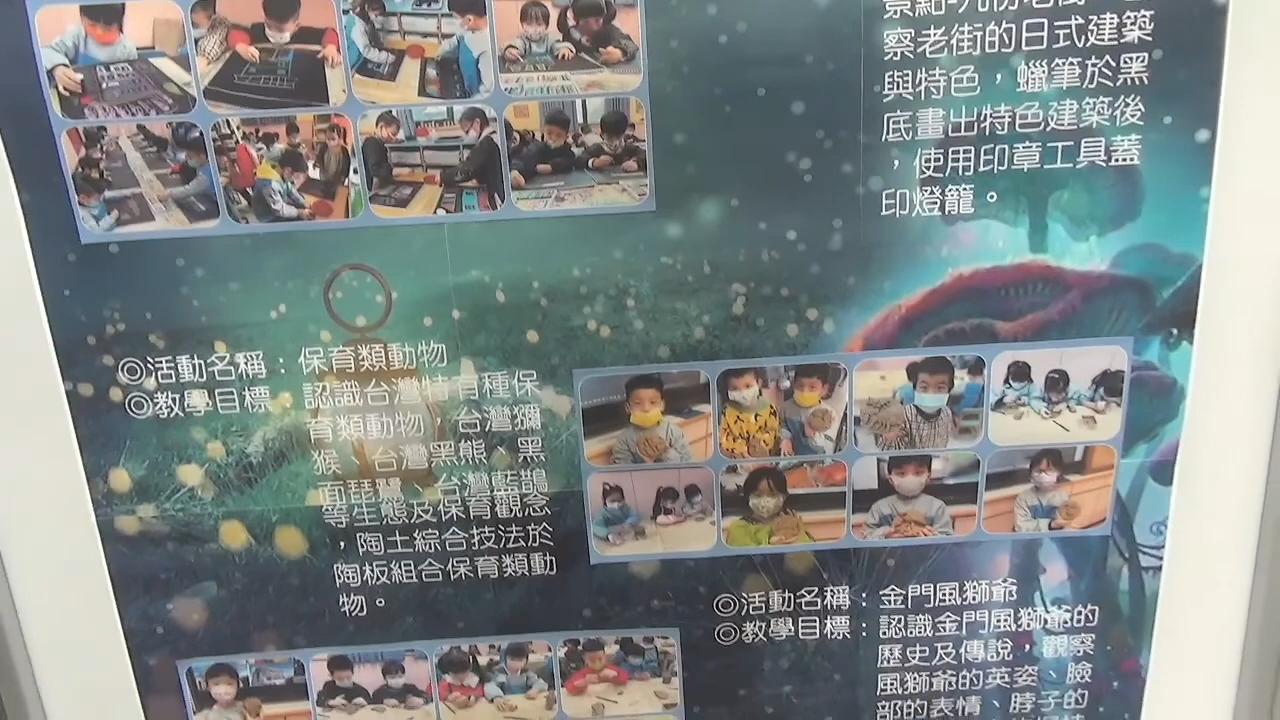 察老街的日式建築
與特色，蠟筆於黑
底畫出特色建築後
，使用印章工具蓋
印燈籠。
◎活動名稱：保育類動物
◎教學目標：認識台灣特有種保
育類動物，台灣獼
猴、台灣黑熊、黑
面琵鷺、台灣藍鵲
等生態及保育觀念
，陶土綜合技法於
陶板組合保育類動
物。
◎活動名稱：金門風獅爺
◎教學目標：認識金門風獅爺的
歷史及傳說，觀察
風獅爺的英姿、臉
部的表情、脖子的